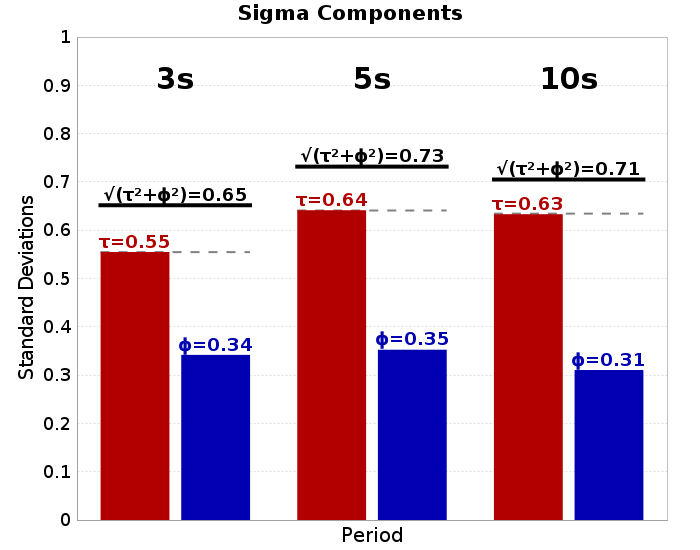 Sigma Components
1
0.9
0.8
0.7
0.6
0.5
0.4
0.3
0.2
0.1
0
Standard Deviations
3s
5s
10s
√(τ²+ϕ²)=0.65
√(τ²+ϕ²)=0.73
√(τ²+ϕ²)=0.71
τ=0.55
τ=0.64
τ=0.63
ϕ=0.34
ϕ=0.35
ϕ=0.31
Period